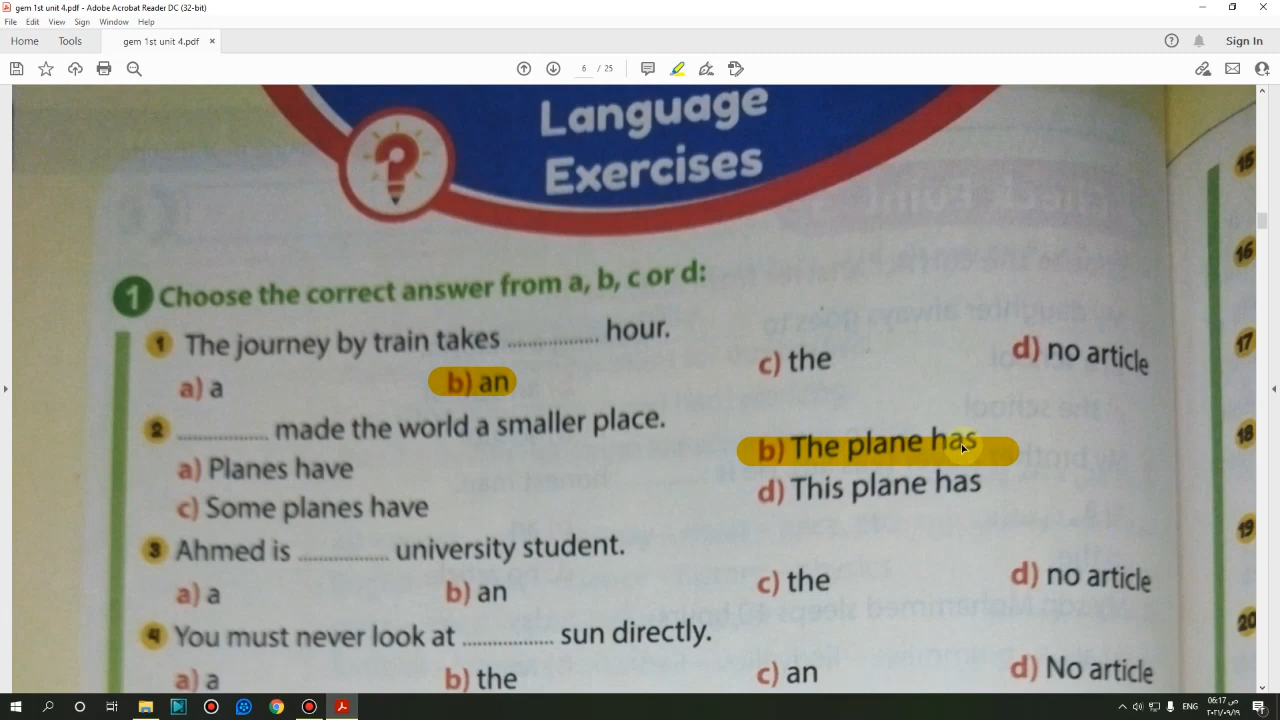 gem 1st unit 4.pdf - Adobe Acrobat Reader DC (32-bit)
File Edit View Sign Window Help
Home Tools gem 1st unit 4.pdf × Sign In
6 / 25
Language
Exercises
1 Choose the correct answer from a, b, c or d:
1 The journey by train takes ................ hour.
a) a b) an c) the d) no article
2 ................ made the world a smaller place.
a) Planes have b) The plane has
c) Some planes have d) This plane has
3 Ahmed is ................ university student.
a) a b) an c) the d) no article
4 You must never look at ................ sun directly.
a) a b) the c) an d) No article
15
16
17
18
19
20
ENG 06:17 ص